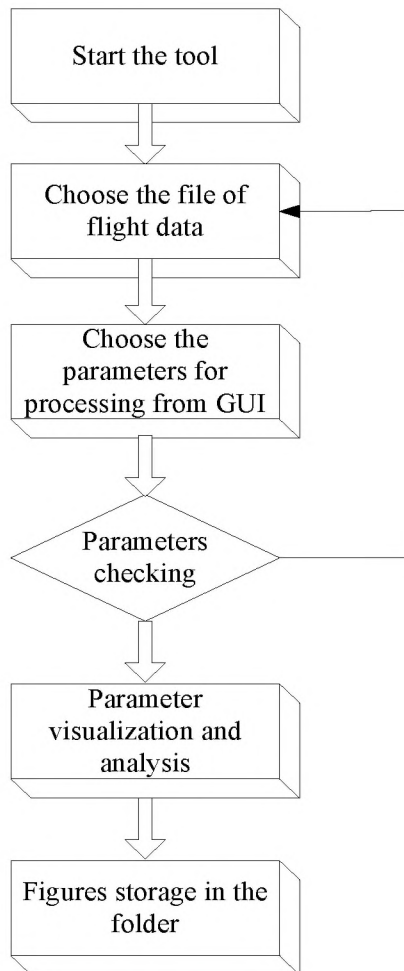 Start the tool
Choose the file of
flight data
Choose the
parameters for
processing from GUI
Parameters
checking
Parameter
visualization and
analysis
Figures storage in the
folder